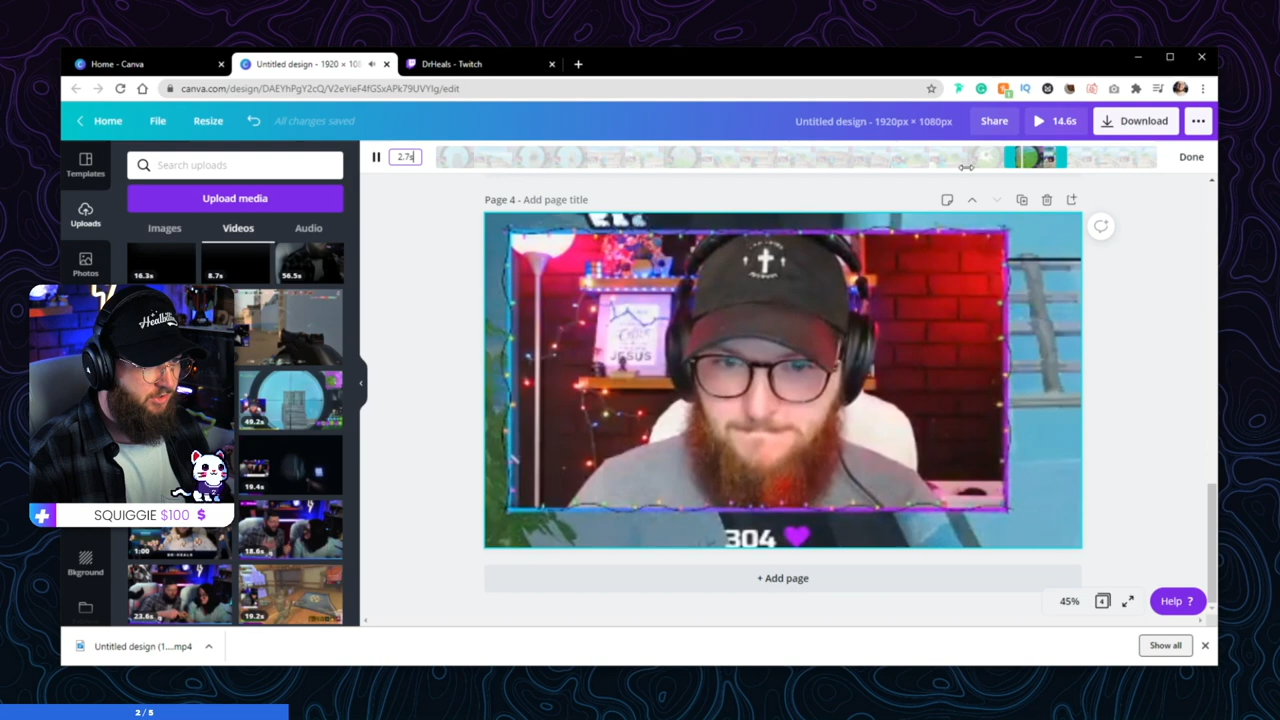 Home - Canva
Untitled design - 1920 × 108
DrHeals - Twitch
canva.com/design/DAEYhPgY2cQ/V2eYieF4fGSxAPk79UVYIg/edit
Home
File
Resize
All changes saved
Untitled design - 1920px × 1080px
Share
14.6s
Download
Templates
Search uploads
2.7s
Done
Uploads
Upload media
Page 4 - Add page title
Images
Videos
Audio
Photos
16.3s
8.7s
56.5s
JESUS
49.2s
19.4s
SQUIGGIE $100 $
304
1:00
18.6s
Bkground
23.6s
19.2s
+ Add page
45%
4
Help ?
Untitled design (1....mp4
Show all
2 / 5